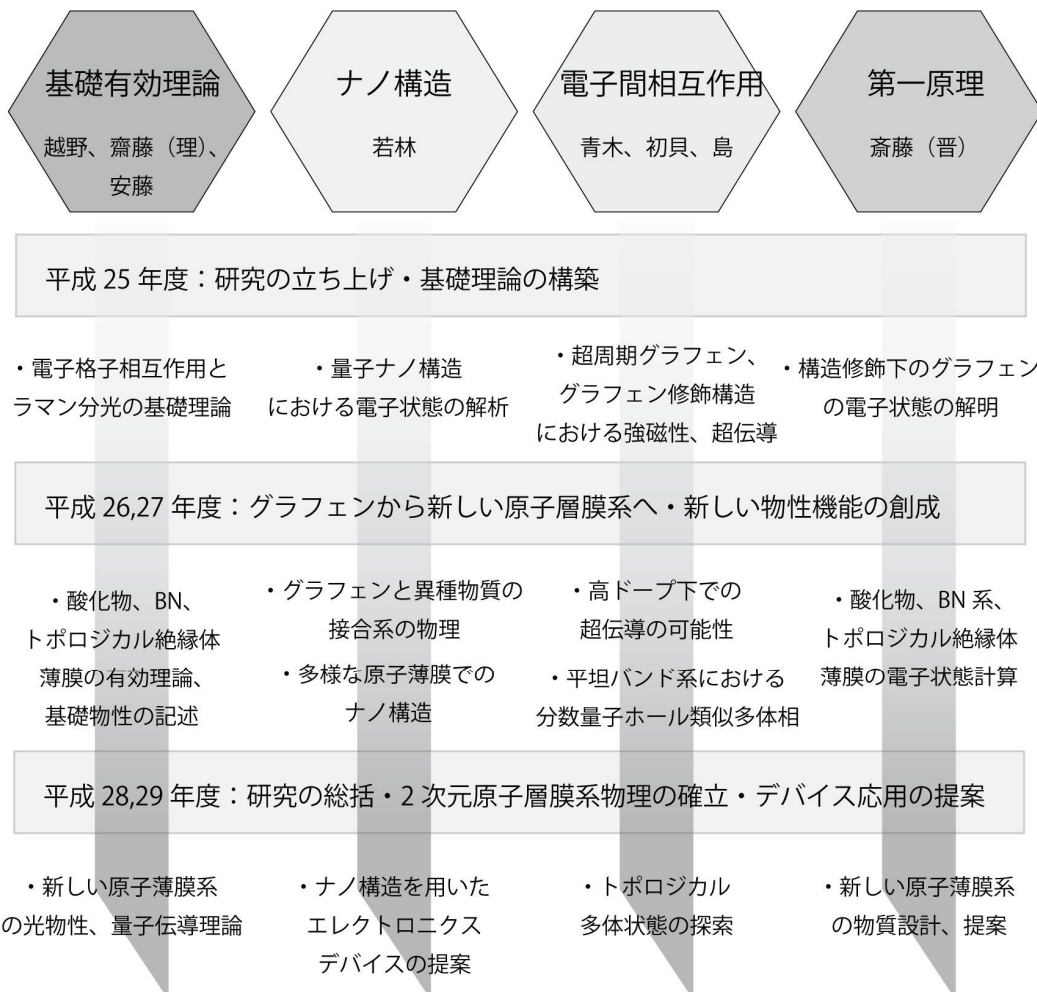 基礎有効理論
越野、齋藤（理）、
安藤
ナノ構造
若林
電子間相互作用
青木、初貝、島
第一原理
斎藤（晋）
平成 25 年度：研究の立ち上げ・基礎理論の構築
・電子格子相互作用と
ラマン分光の基礎理論
・量子ナノ構造
における電子状態の解析
・超周期グラフェン、
グラフェン修飾構造
における強磁性、超伝導
・構造修飾下のグラフェン
の電子状態の解明
平成 26,27 年度：グラフェンから新しい原子層膜系へ・新しい物性機能の創成
・酸化物、BN、
トポロジカル絶縁体
薄膜の有効理論、
基礎物性の記述
・グラフェンと異種物質の
接合系の物理
・多様な原子薄膜での
ナノ構造
・高ドープ下での
超伝導の可能性
・平坦バンド系における
分数量子ホール類似多体相
・酸化物、BN 系、
トポロジカル絶縁体
薄膜の電子状態計算
平成 28,29 年度：研究の総括・2 次元原子層膜系物理の確立・デバイス応用の提案
・新しい原子薄膜系
の光物性、量子伝導理論
・ナノ構造を用いた
エレクトロニクス
デバイスの提案
・トポロジカル
多体状態の探索
・新しい原子薄膜系
の物質設計、提案